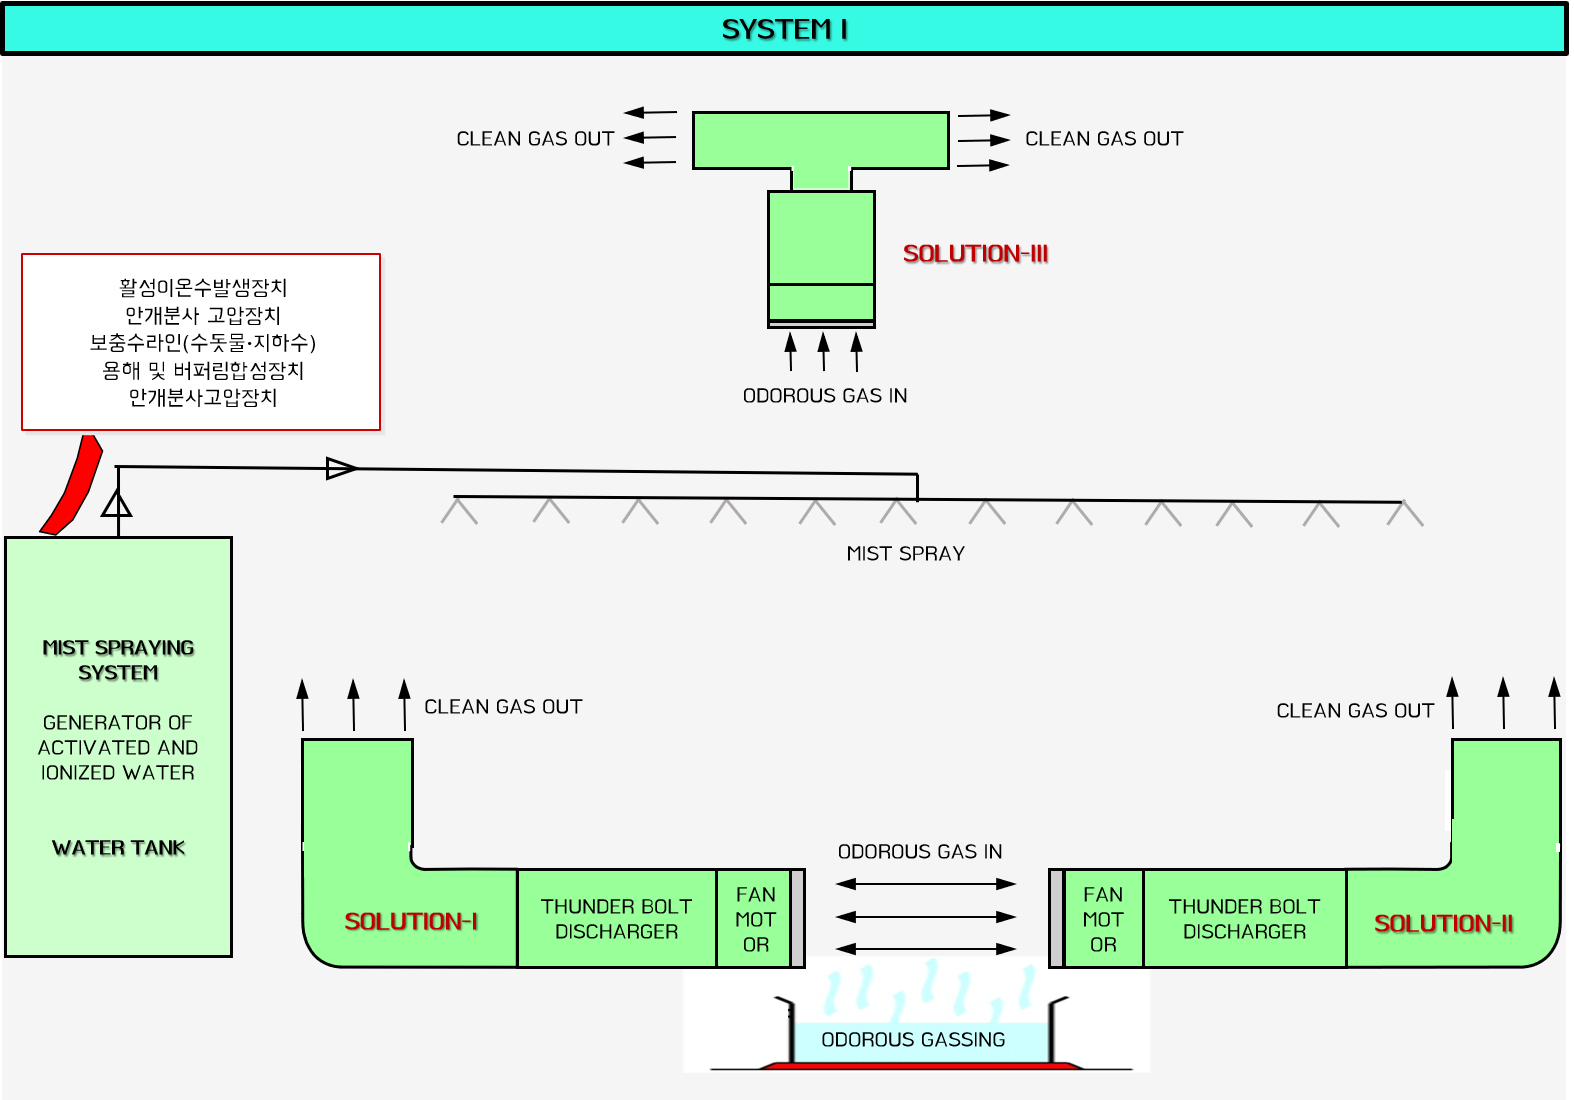 SYSTEM I
CLEAN GAS OUT
CLEAN GAS OUT
SOLUTION-III
활성이온수발생장치
안개분사 고압장치
보충수라인(수돗물·지하수)
용해 및 버퍼링합성장치
안개분사고압장치
ODOROUS GAS IN
MIST SPRAY
MIST SPRAYING
SYSTEM
GENERATOR OF
ACTIVATED AND
IONIZED WATER
WATER TANK
CLEAN GAS OUT
CLEAN GAS OUT
ODOROUS GAS IN
SOLUTION-I
THUNDER BOLT
DISCHARGER
FAN
MOT
OR
FAN
MOT
OR
THUNDER BOLT
DISCHARGER
SOLUTION-II
ODOROUS GASSING